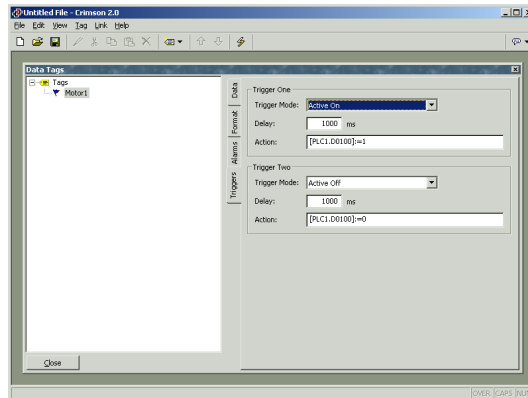 Untitled File - Crimson 2.0
File Edit View Tag Link Help
Data Tags
Tags
Motor1
Data
Format
Alarms
Triggers
Trigger One
Trigger Mode: Active On
Delay: 1000 ms
Action: [PLC1.D0100]:=1
Trigger Two
Trigger Mode: Active Off
Delay: 1000 ms
Action: [PLC1.D0100]:=0
Close
OVER CAPS NU